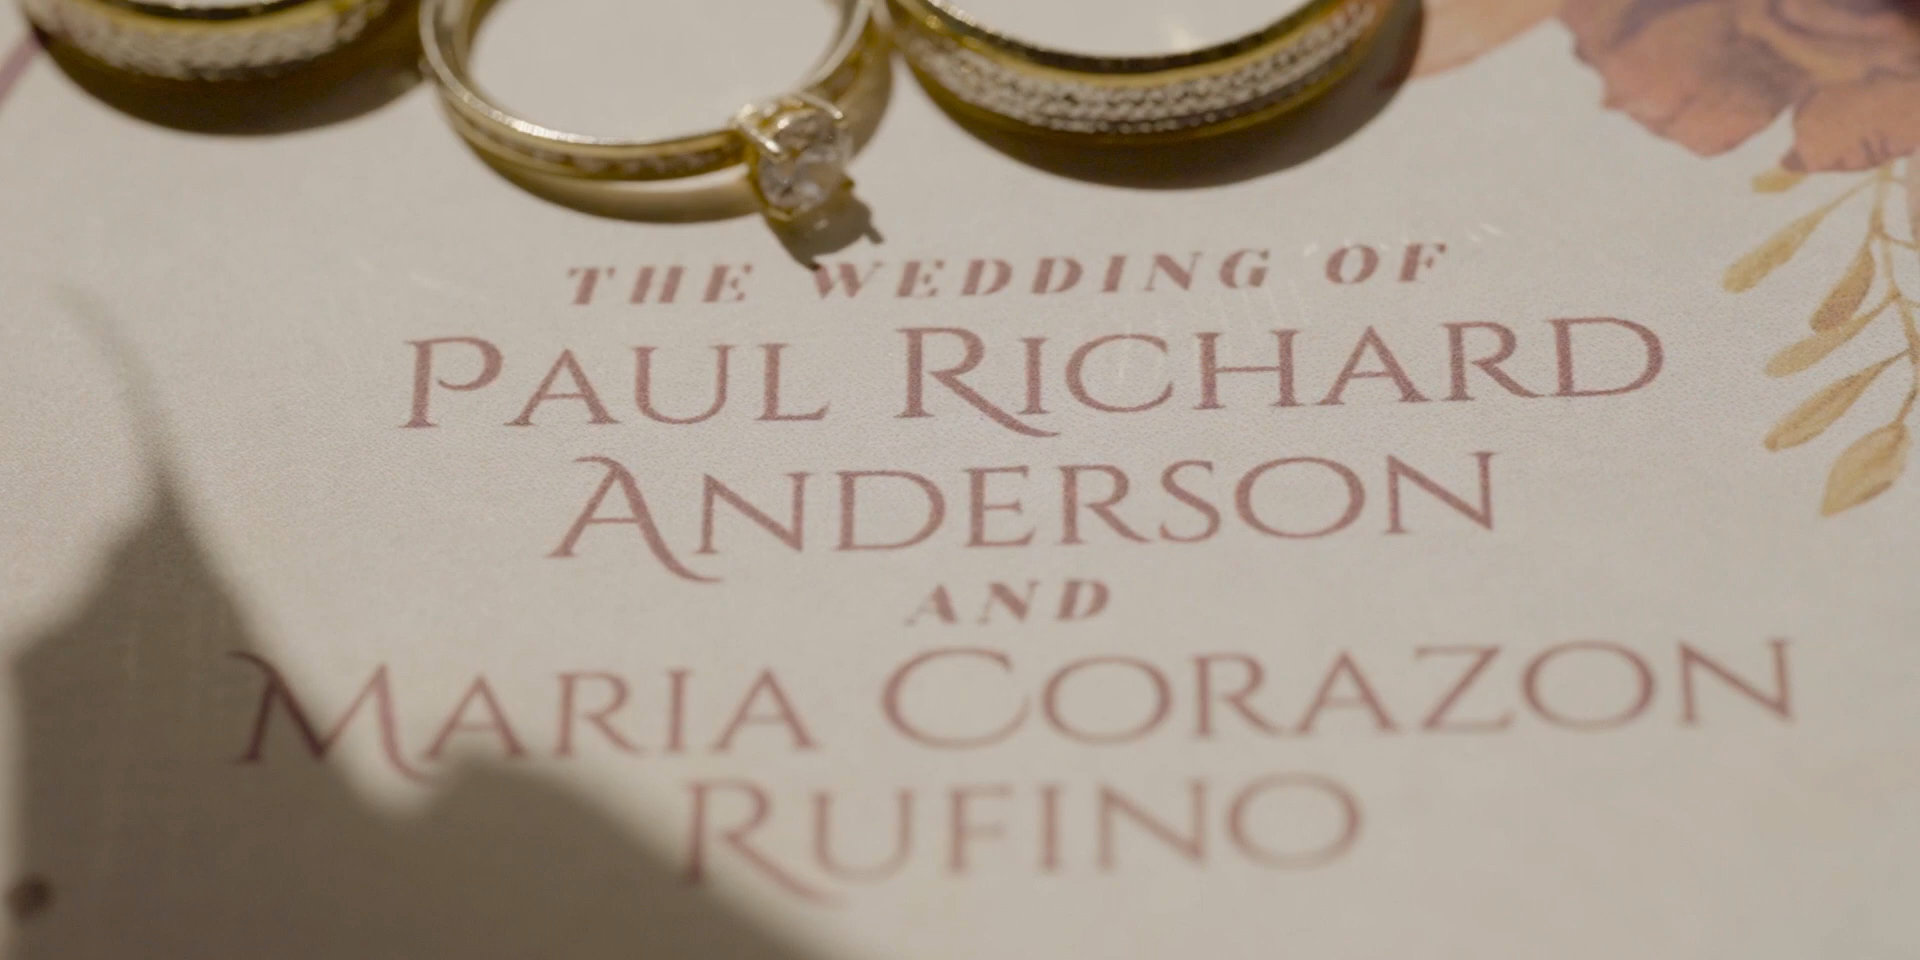 THE WEDDING OF
PAUL RICHARD
ANDERSON
AND
MARIA CORAZON
RUFINO